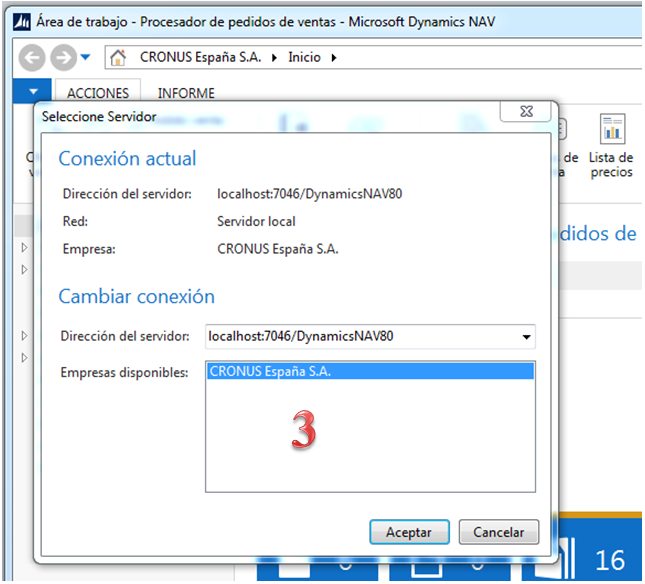 Área de trabajo - Procesador de pedidos de ventas - Microsoft Dynamics NAV
CRONUS España S.A. Inicio
ACCIONES INFORME
Seleccione Servidor
Conexión actual
Dirección del servidor: localhost:7046/DynamicsNAV80
Red: Servidor local
Empresa: CRONUS España S.A.
Cambiar conexión
Dirección del servidor: localhost:7046/DynamicsNAV80
Empresas disponibles: CRONUS España S.A.
3
Aceptar Cancelar
de Lista de
precios
didos de
16